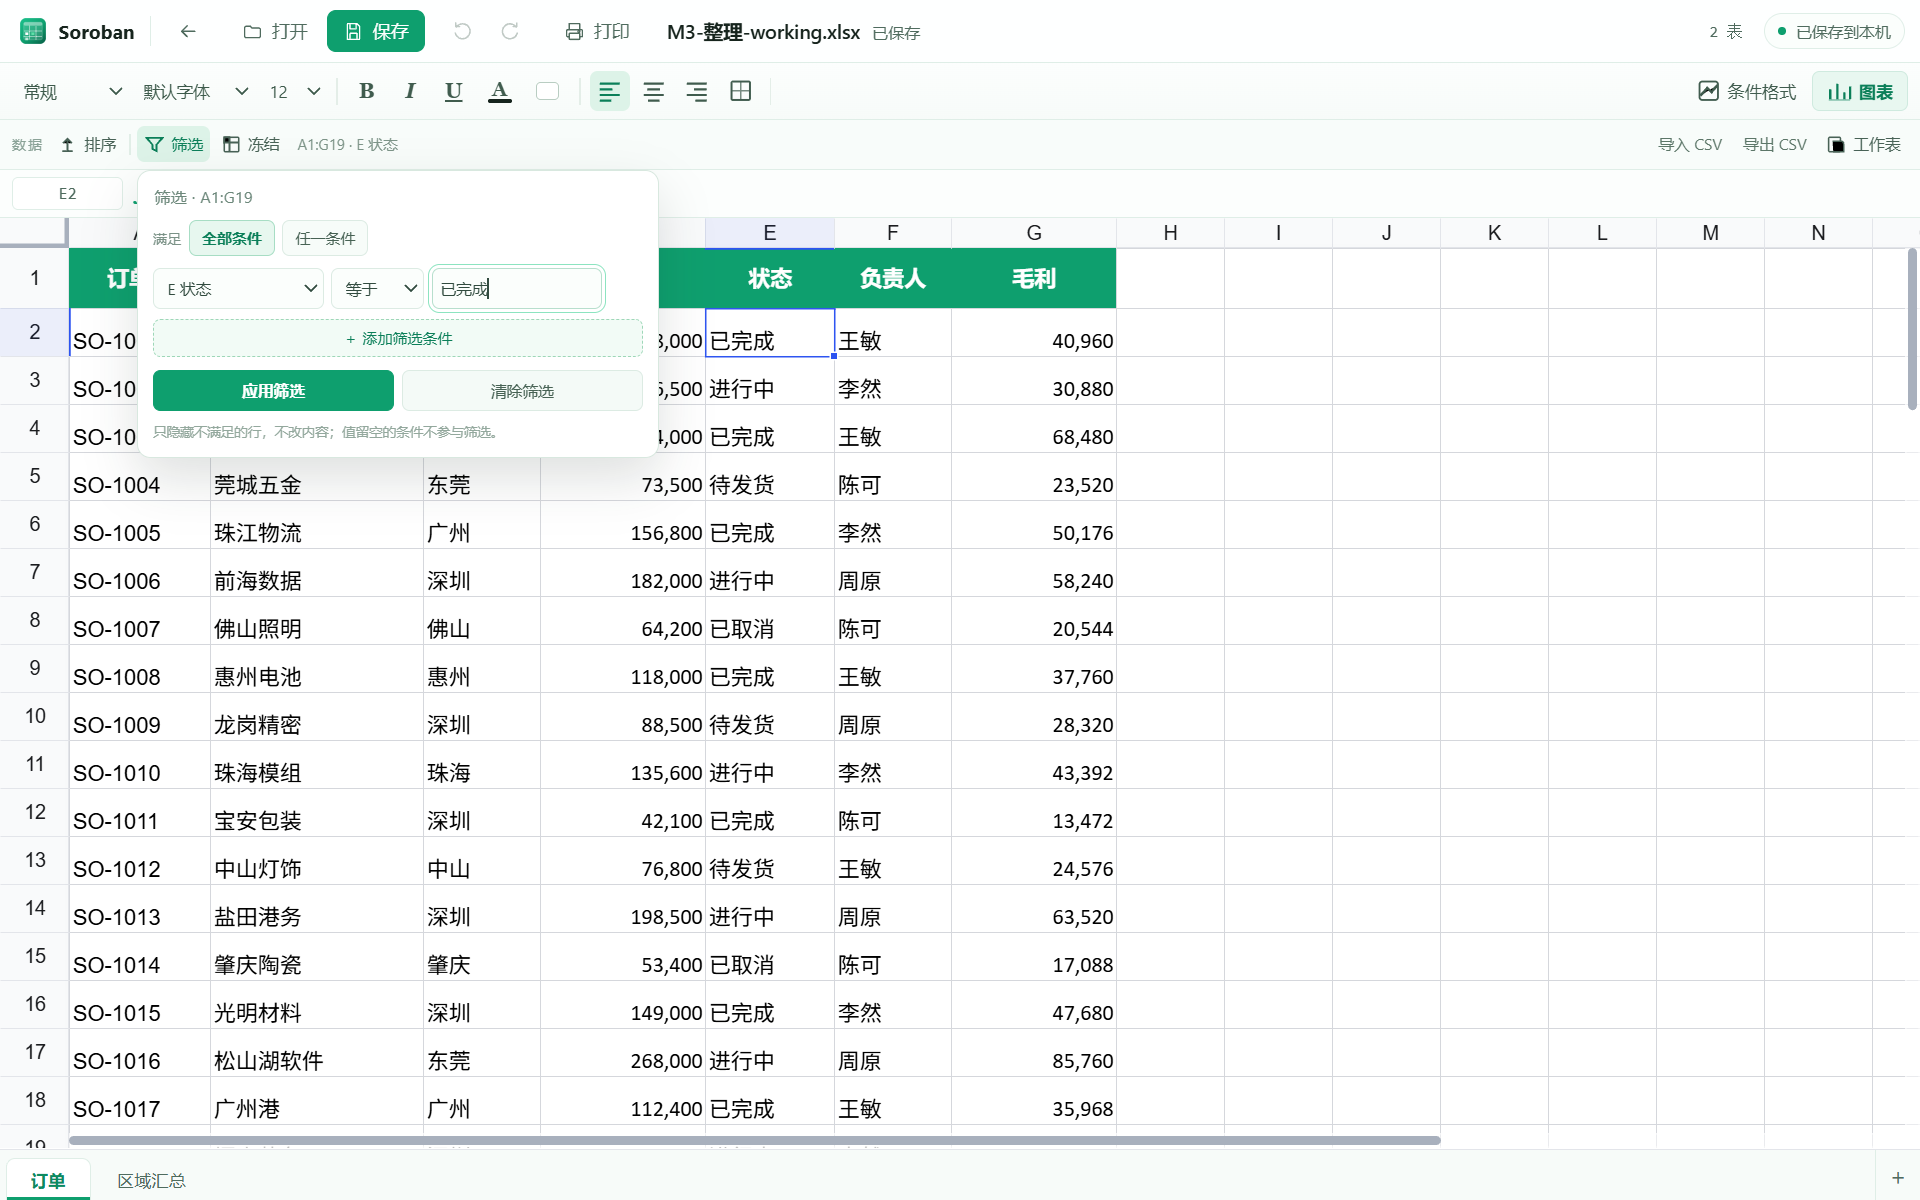 Soroban 打开 保存 打印 M3-整理-working.xlsx 已保存 2 表 已保存到本机
常规 默认字体 12 B I U A 条件格式 图表
数据 排序 筛选 冻结 A1:G19 · E 状态 导入 CSV 导出 CSV 工作表
E2
筛选 · A1:G19
满足 全部条件 任一条件
E 状态 等于 已完成
+ 添加筛选条件
应用筛选 清除筛选
只隐藏不满足的行，不改内容；值留空的条件不参与筛选。
E F G H I J K L M N
1 状态 负责人 毛利
2 已完成 王敏 40,960
3 进行中 李然 30,880
4 已完成 王敏 68,480
5 SO-1004 莞城五金 东莞 73,500 待发货 陈可 23,520
6 SO-1005 珠江物流 广州 156,800 已完成 李然 50,176
7 SO-1006 前海数据 深圳 182,000 进行中 周原 58,240
8 SO-1007 佛山照明 佛山 64,200 已取消 陈可 20,544
9 SO-1008 惠州电池 惠州 118,000 已完成 王敏 37,760
10 SO-1009 龙岗精密 深圳 88,500 待发货 周原 28,320
11 SO-1010 珠海模组 珠海 135,600 进行中 李然 43,392
12 SO-1011 宝安包装 深圳 42,100 已完成 陈可 13,472
13 SO-1012 中山灯饰 中山 76,800 待发货 王敏 24,576
14 SO-1013 盐田港务 深圳 198,500 进行中 周原 63,520
15 SO-1014 肇庆陶瓷 肇庆 53,400 已取消 陈可 17,088
16 SO-1015 光明材料 深圳 149,000 已完成 李然 47,680
17 SO-1016 松山湖软件 东莞 268,000 进行中 周原 85,760
18 SO-1017 广州港 广州 112,400 已完成 王敏 35,968
19
订单 区域汇总 +